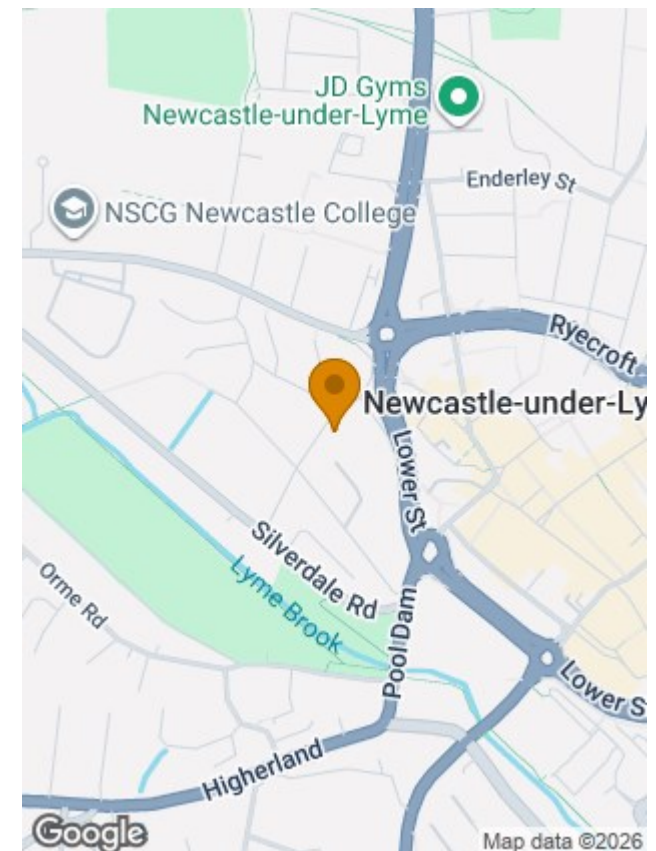 JD Gyms
Newcastle-under-Lyme
Enderley St
NSCG Newcastle College
Ryecroft
Newcastle-under-Ly
Lower St
Silverdale Rd
Lyme Brook
Orme Rd
Pool Dam
Lower S
Higherland
Google
Map data ©2026